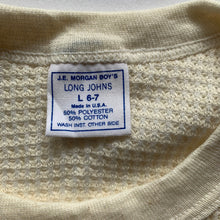 J.E. MORGAN BOY'S
LONG JOHNS
L 6-7
Made in U.S.A.
50% POLYESTER
50% COTTON
WASH INST. OTHER SIDE